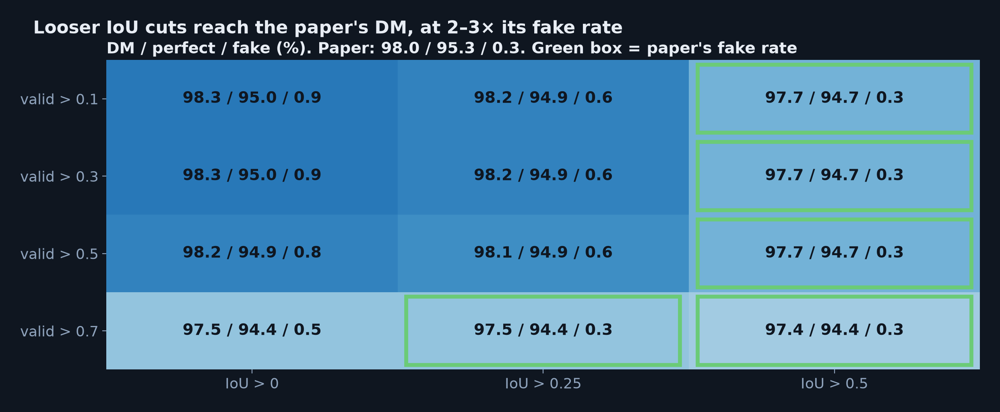 Looser IoU cuts reach the paper's DM, at 2–3× its fake rate
DM / perfect / fake (%). Paper: 98.0 / 95.3 / 0.3. Green box = paper's fake rate
valid > 0.1
98.3 / 95.0 / 0.9
98.2 / 94.9 / 0.6
97.7 / 94.7 / 0.3
valid > 0.3
98.3 / 95.0 / 0.9
98.2 / 94.9 / 0.6
97.7 / 94.7 / 0.3
valid > 0.5
98.2 / 94.9 / 0.8
98.1 / 94.9 / 0.6
97.7 / 94.7 / 0.3
valid > 0.7
97.5 / 94.4 / 0.5
97.5 / 94.4 / 0.3
97.4 / 94.4 / 0.3
IoU > 0
IoU > 0.25
IoU > 0.5